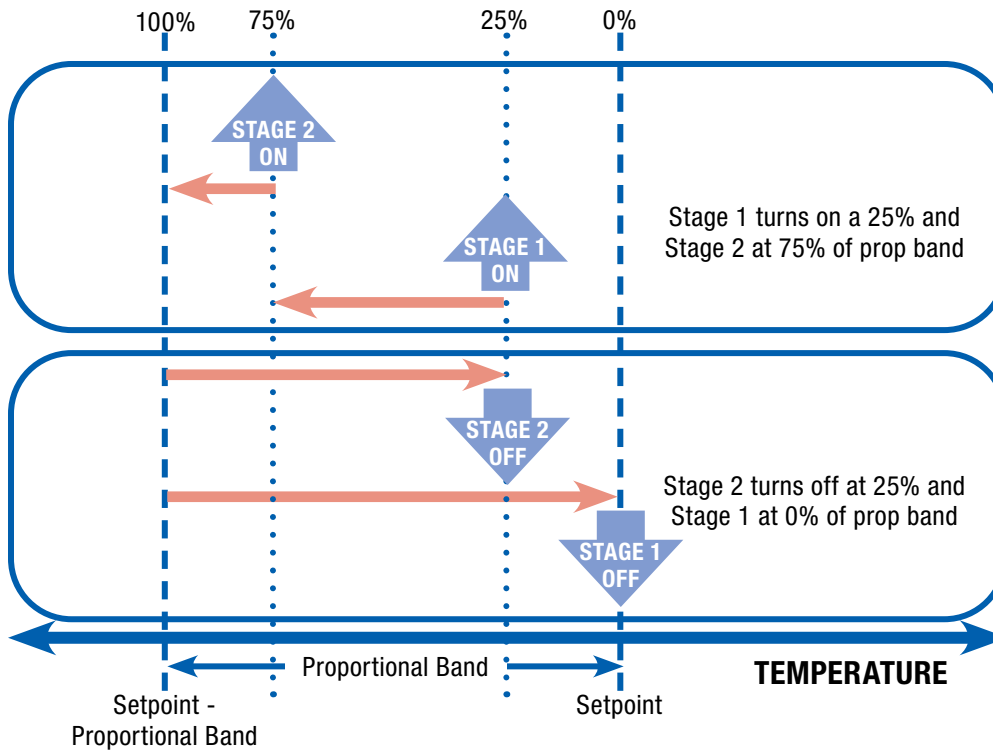 100%
75%
25%
0%
STAGE 2
ON
STAGE 1
ON
Stage 1 turns on a 25% and
Stage 2 at 75% of prop band
STAGE 2
OFF
Stage 2 turns off at 25% and
Stage 1 at 0% of prop band
STAGE 1
OFF
Proportional Band
TEMPERATURE
Setpoint -
Proportional Band
Setpoint